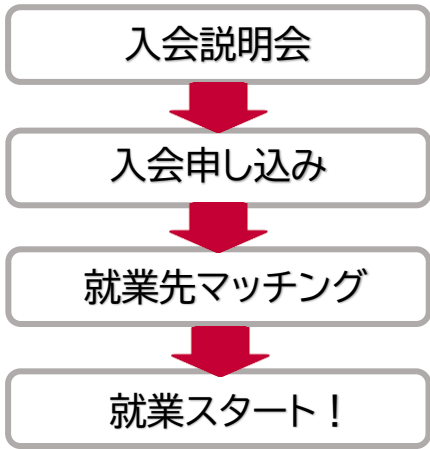 入会説明会
入会申し込み
就業先マッチング
就業スタート！